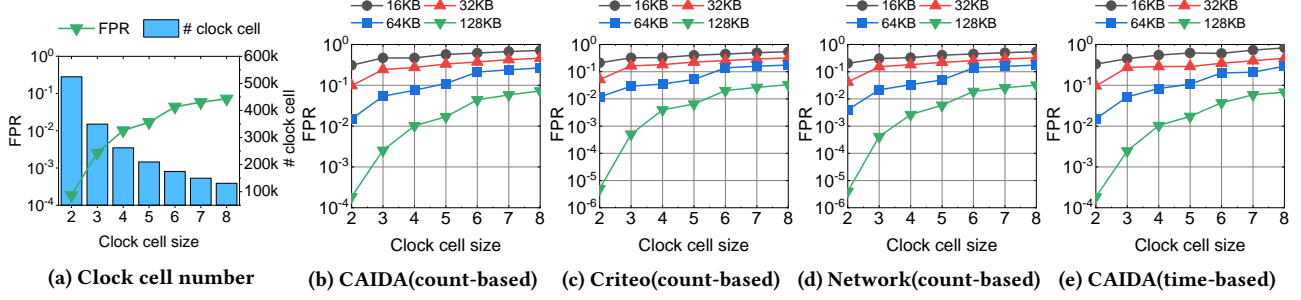 FPR # clock cell
10^0
10^-1
10^-2
10^-3
10^-4
FPR
600k
500k
400k
300k
200k
100k
# clock cell
2 3 4 5 6 7 8
Clock cell size
(a) Clock cell number
16KB 32KB
64KB 128KB
10^0
10^-1
10^-2
10^-3
10^-4
FPR
2 3 4 5 6 7 8
Clock cell size
(b) CAIDA(count-based)
16KB 32KB
64KB 128KB
10^0
10^-1
10^-2
10^-3
10^-4
10^-5
10^-6
FPR
2 3 4 5 6 7 8
Clock cell size
(c) Criteo(count-based)
16KB 32KB
64KB 128KB
10^0
10^-1
10^-2
10^-3
10^-4
10^-5
10^-6
FPR
2 3 4 5 6 7 8
Clock cell size
(d) Network(count-based)
16KB 32KB
64KB 128KB
10^0
10^-1
10^-2
10^-3
10^-4
FPR
2 3 4 5 6 7 8
Clock cell size
(e) CAIDA(time-based)